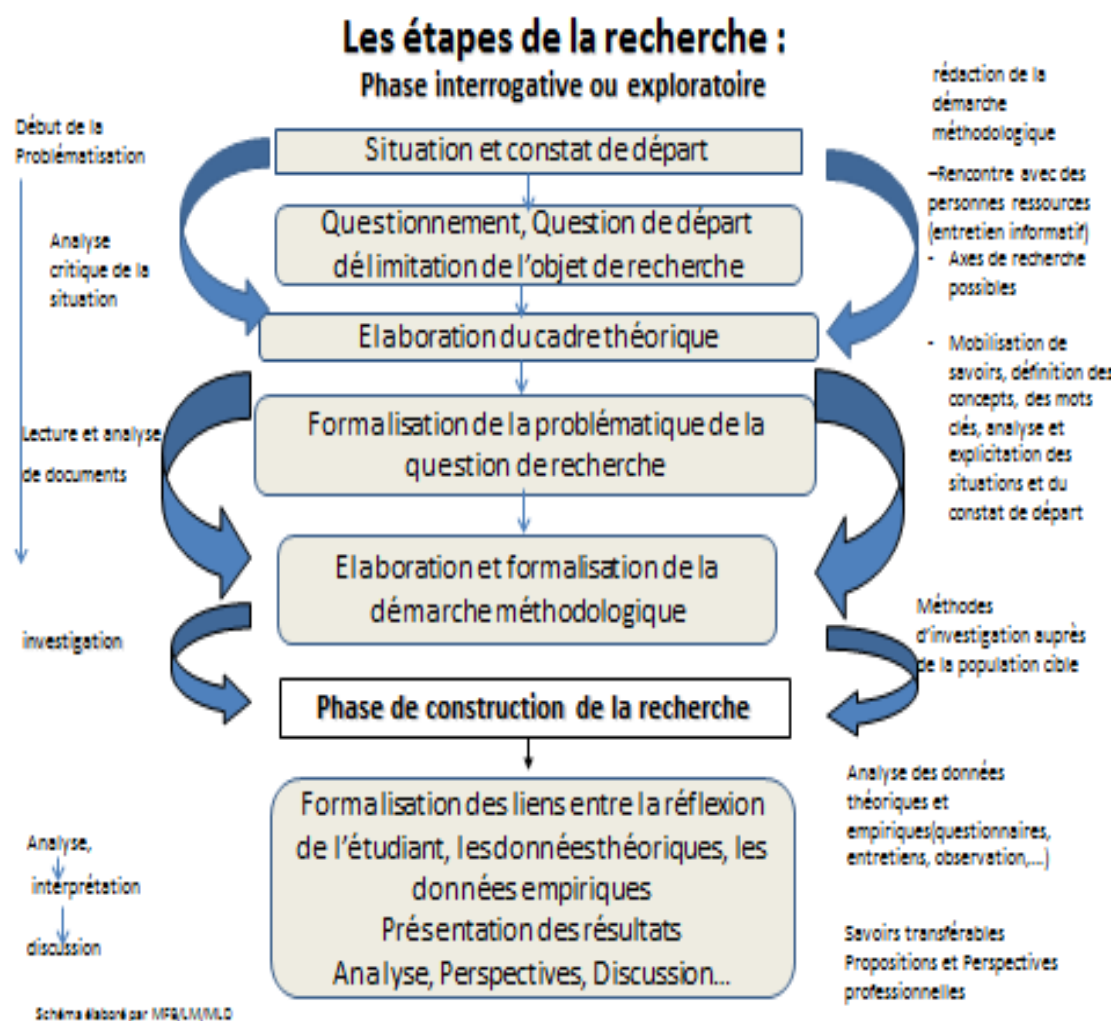 Les étapes de la recherche :
Phase interrogative ou exploratoire
Début de la
Problématisation
Analyse
critique de la
situation
Lecture et analyse
de documents
investigation
Analyse,
interprétation
discussion
Situation et constat de départ
Questionnement, Question de départ
délimitation de l'objet de recherche
Elaboration du cadre théorique
Formalisation de la problématique de la
question de recherche
Elaboration et formalisation de la
démarche méthodologique
Phase de construction de la recherche
Formalisation des liens entre la réflexion
de l'étudiant, les données théoriques, les
données empiriques
Présentation des résultats
Analyse, Perspectives, Discussion...
rédaction de la
démarche
méthodologique
–Rencontre avec des
personnes ressources
(entretien informatif)
- Axes de recherche
possibles
- Mobilisation de
savoirs, définition des
concepts, des mots
clés, analyse et
explicitation des
situations et du
constat de départ
Méthodes
d'investigation auprès
de la population cible
Analyse des données
théoriques et
empiriques(questionnaires,
entretiens, observation,...)
Savoirs transférables
Propositions et Perspectives
professionnelles
Schéma élaboré par MFB/LM/MLD